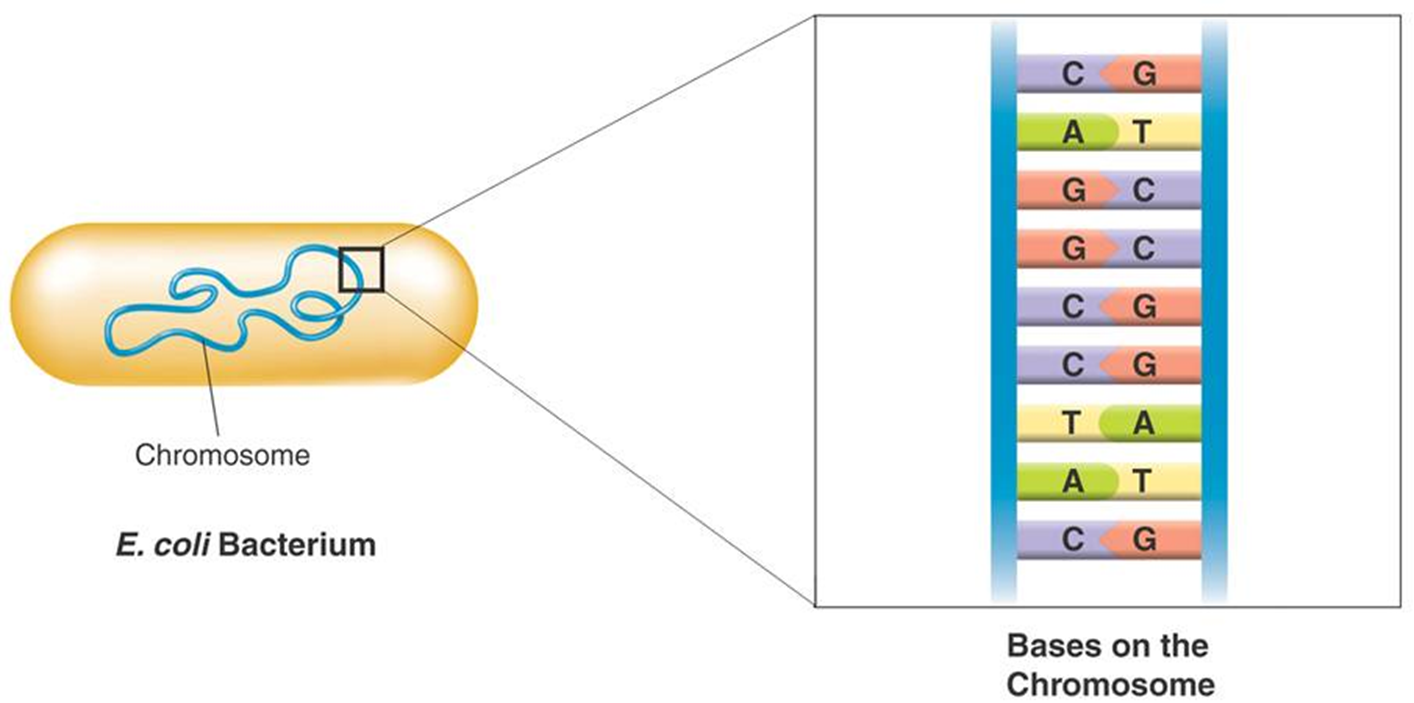 C G
A T
G C
G C
C G
C G
T A
A T
C G
Chromosome
E. coli Bacterium
Bases on the
Chromosome